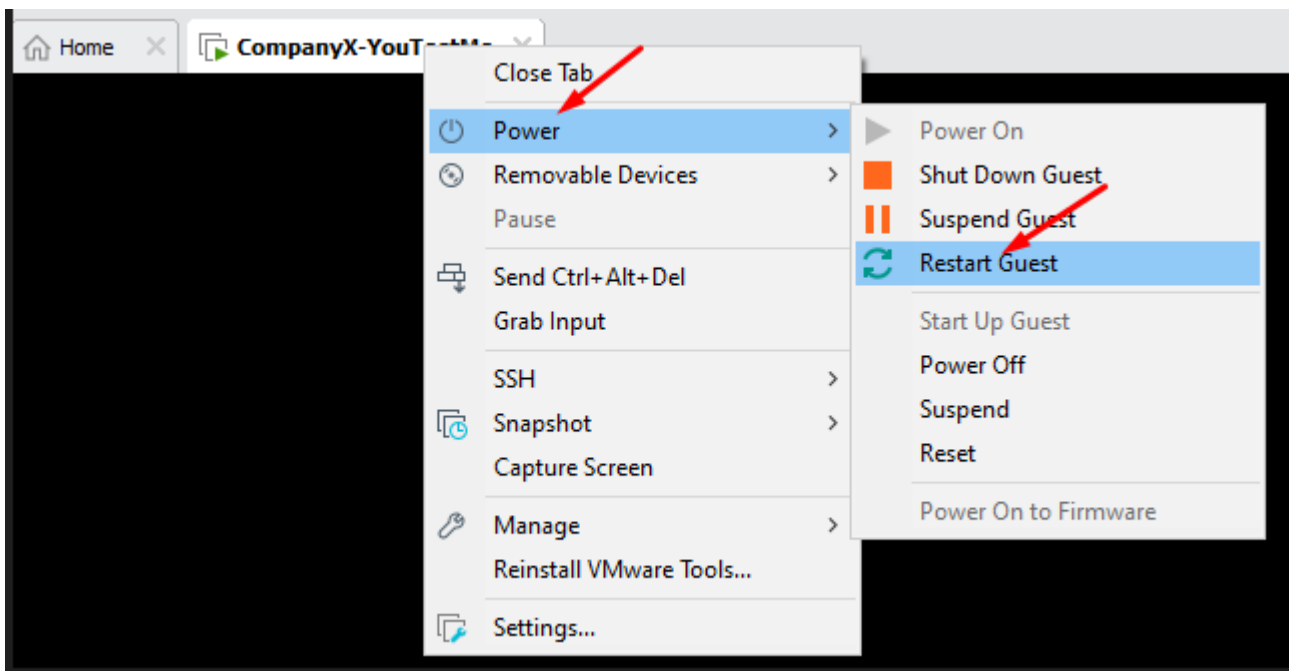 Home
CompanyX-YouTestMe
Close Tab
Power
Removable Devices
Pause
Send Ctrl+Alt+Del
Grab Input
SSH
Snapshot
Capture Screen
Manage
Reinstall VMware Tools...
Settings...
Power On
Shut Down Guest
Suspend Guest
Restart Guest
Start Up Guest
Power Off
Suspend
Reset
Power On to Firmware